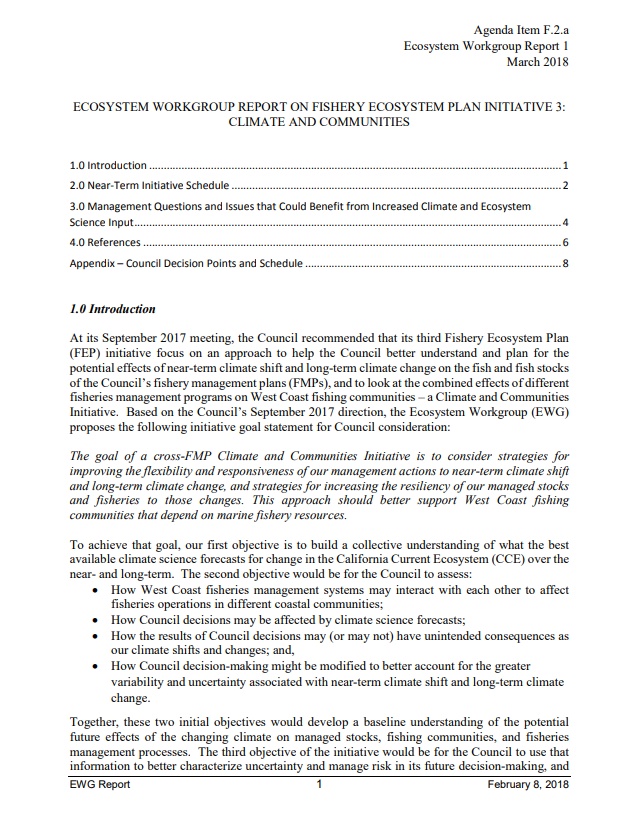 Agenda Item F.2.a
Ecosystem Workgroup Report 1
March 2018
ECOSYSTEM WORKGROUP REPORT ON FISHERY ECOSYSTEM PLAN INITIATIVE 3:
CLIMATE AND COMMUNITIES
1.0 Introduction ........................................................................................................ 1
2.0 Near-Term Initiative Schedule ........................................................................................................ 2
3.0 Management Questions and Issues that Could Benefit from Increased Climate and Ecosystem
Science Input........................................................................................................ 4
4.0 References ........................................................................................................ 6
Appendix – Council Decision Points and Schedule ........................................................................................................ 8
1.0 Introduction
At its September 2017 meeting, the Council recommended that its third Fishery Ecosystem Plan
(FEP) initiative focus on an approach to help the Council better understand and plan for the
potential effects of near-term climate shift and long-term climate change on the fish and fish stocks
of the Council's fishery management plans (FMPs), and to look at the combined effects of different
fisheries management programs on West Coast fishing communities – a Climate and Communities
Initiative. Based on the Council's September 2017 direction, the Ecosystem Workgroup (EWG)
proposes the following initiative goal statement for Council consideration:
The goal of a cross-FMP Climate and Communities Initiative is to consider strategies for
improving the flexibility and responsiveness of our management actions to near-term climate shift
and long-term climate change, and strategies for increasing the resiliency of our managed stocks
and fisheries to those changes. This approach should better support West Coast fishing
communities that depend on marine fishery resources.
To achieve that goal, our first objective is to build a collective understanding of what the best
available climate science forecasts for change in the California Current Ecosystem (CCE) over the
near- and long-term. The second objective would be for the Council to assess:
• How West Coast fisheries management systems may interact with each other to affect
fisheries operations in different coastal communities;
• How Council decisions may be affected by climate science forecasts;
• How the results of Council decisions may (or may not) have unintended consequences as
our climate shifts and changes; and,
• How Council decision-making might be modified to better account for the greater
variability and uncertainty associated with near-term climate shift and long-term climate
change.
Together, these two initial objectives would develop a baseline understanding of the potential
future effects of the changing climate on managed stocks, fishing communities, and fisheries
management processes. The third objective of the initiative would be for the Council to use that
information to better characterize uncertainty and manage risk in its future decision-making, and
EWG Report 1 February 8, 2018